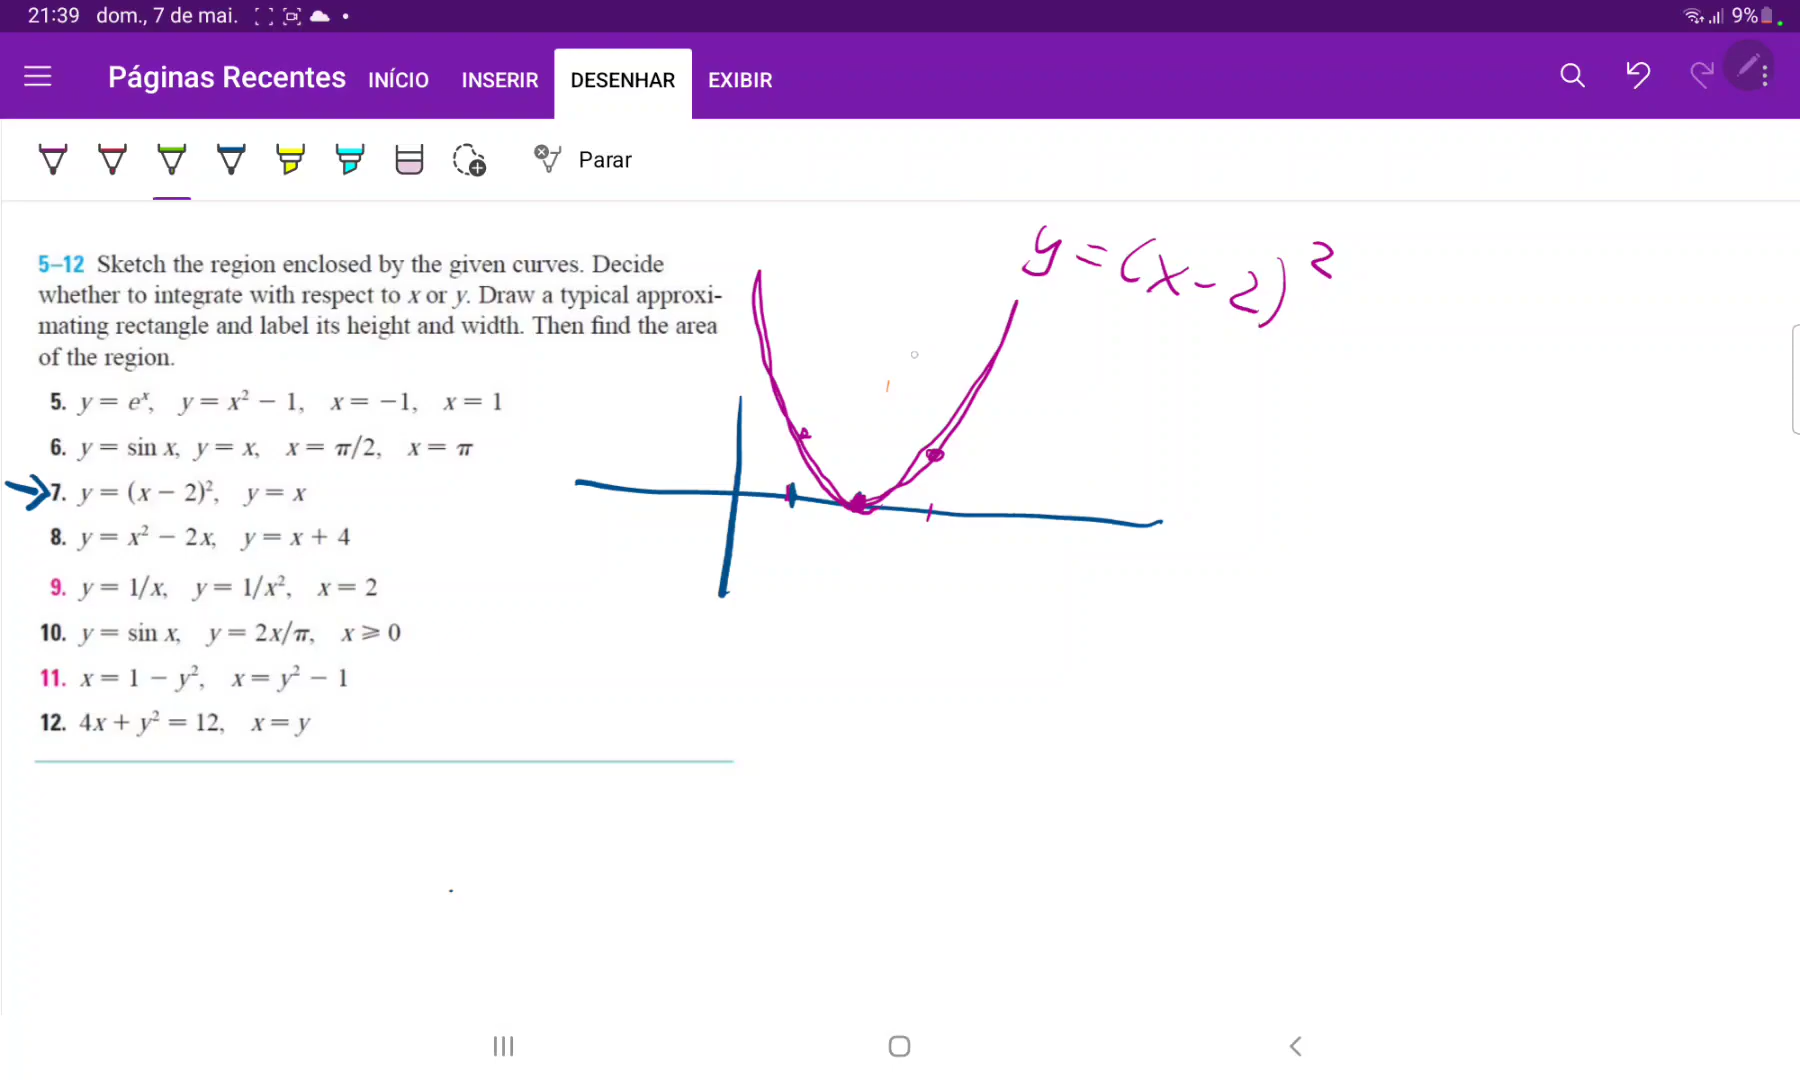 21:39 dom., 7 de mai. 9%
Páginas Recentes INÍCIO INSERIR DESENHAR EXIBIR
Parar
5–12 Sketch the region enclosed by the given curves. Decide
whether to integrate with respect to x or y. Draw a typical approxi-
mating rectangle and label its height and width. Then find the area
of the region.
5. y = eˣ, y = x² − 1, x = −1, x = 1
6. y = sin x, y = x, x = π/2, x = π
7. y = (x − 2)², y = x
8. y = x² − 2x, y = x + 4
9. y = 1/x, y = 1/x², x = 2
10. y = sin x, y = 2x/π, x ⩾ 0
11. x = 1 − y², x = y² − 1
12. 4x + y² = 12, x = y
y = (x - 2)²